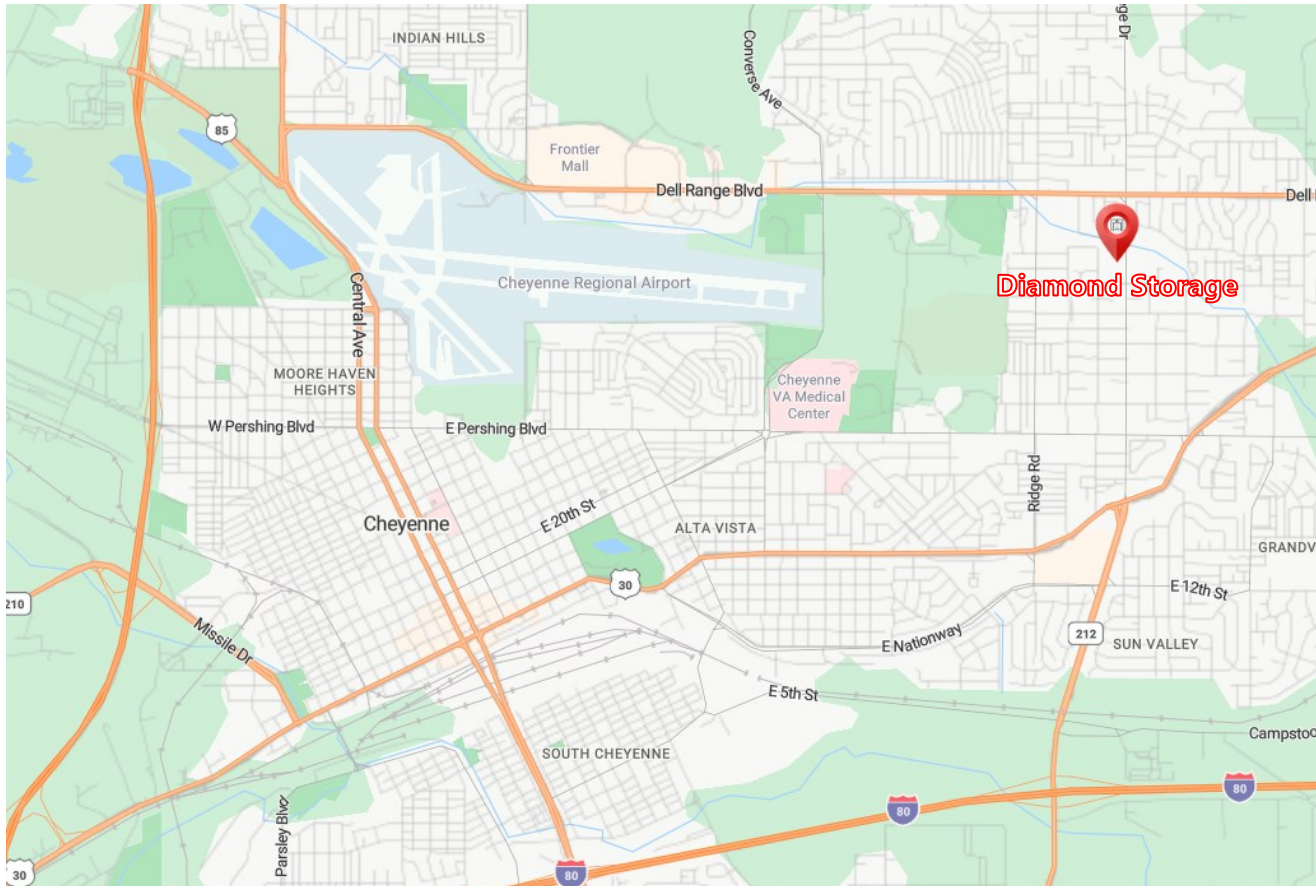 INDIAN HILLS
Converse Ave
ge Dr
85
Frontier
Mall
Dell Range Blvd
Dell
Diamond Storage
Cheyenne Regional Airport
Central Ave
MOORE HAVEN
HEIGHTS
Cheyenne
VA Medical
Center
W Pershing Blvd
E Pershing Blvd
Ridge Rd
Cheyenne
E 20th St
ALTA VISTA
GRANDV
30
E 12th St
210
Missile Dr
E Nationway
212
SUN VALLEY
E 5th St
Campstoo
SOUTH CHEYENNE
80
80
Parsley Blvd
30
80